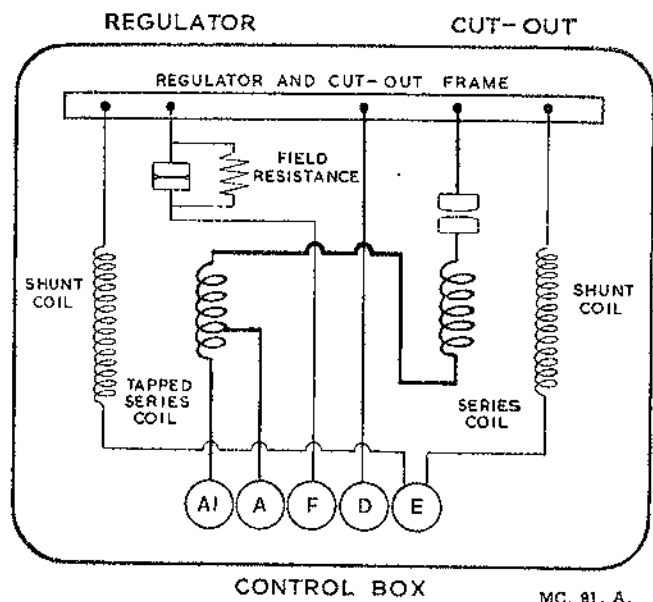 REGULATOR
CUT-OUT
REGULATOR AND CUT-OUT FRAME
FIELD
RESISTANCE
SHUNT
COIL
SHUNT
COIL
TAPPED
SERIES
COIL
SERIES
COIL
A1 A F D E
CONTROL BOX
MC. 91. A.